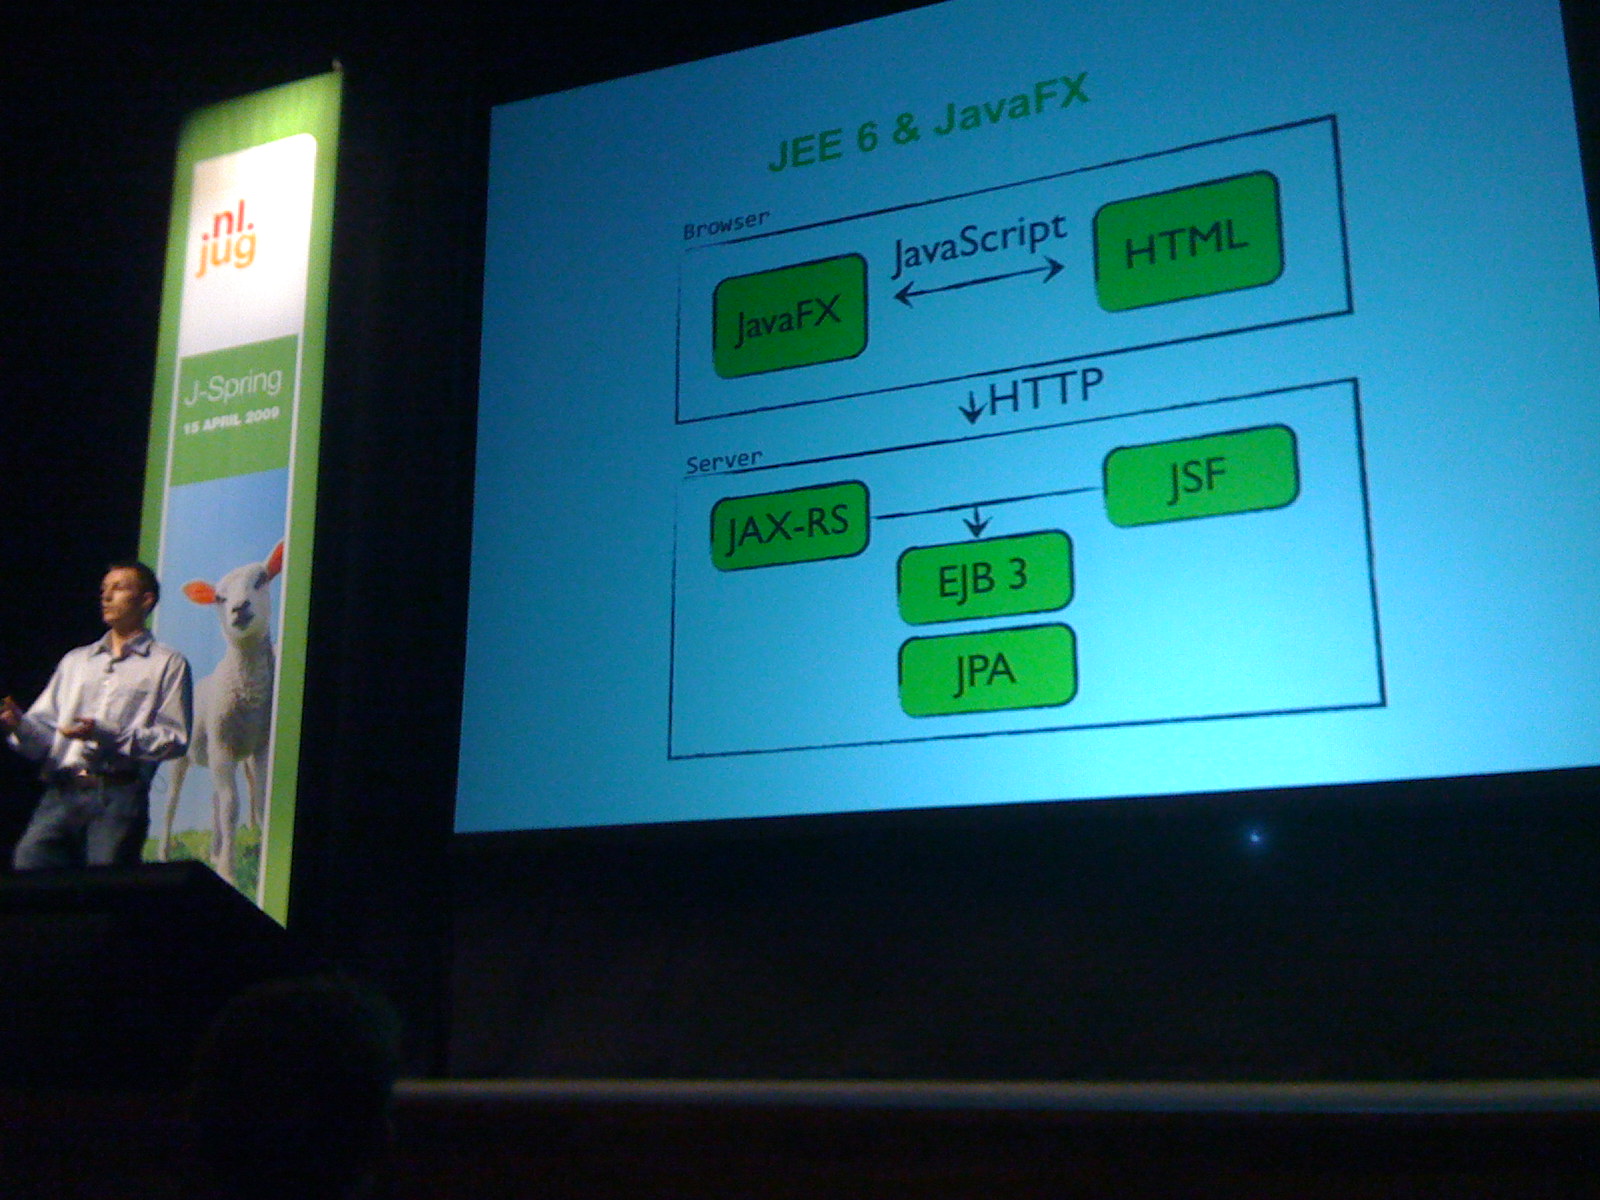 .nl.
jug
J-Spring
15 APRIL 2009
JEE 6 & JavaFX
Browser
JavaFX
JavaScript
HTML
HTTP
Server
JAX-RS
JSF
EJB 3
JPA